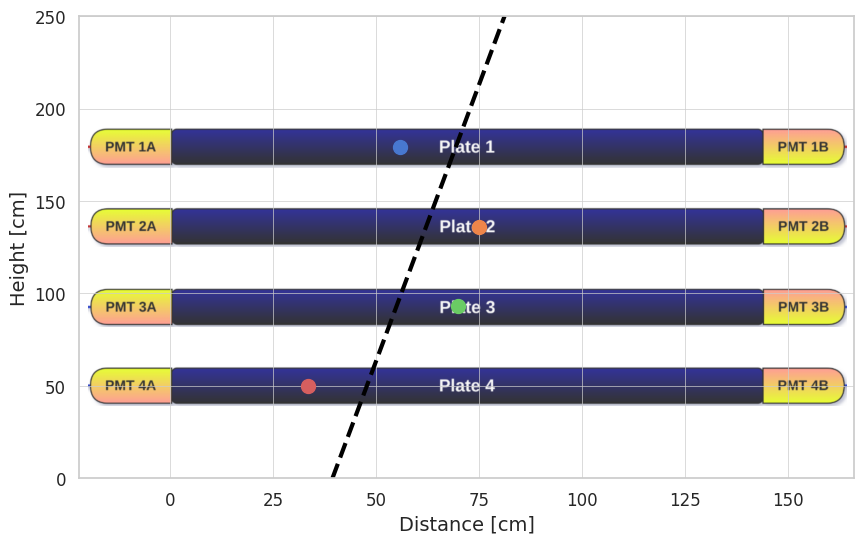 250
200
PMT 1A Plate 1 PMT 1B
150
PMT 2A Plate 2 PMT 2B
100
PMT 3A Plate 3 PMT 3B
50
PMT 4A Plate 4 PMT 4B
0
Height [cm]
0 25 50 75 100 125 150
Distance [cm]